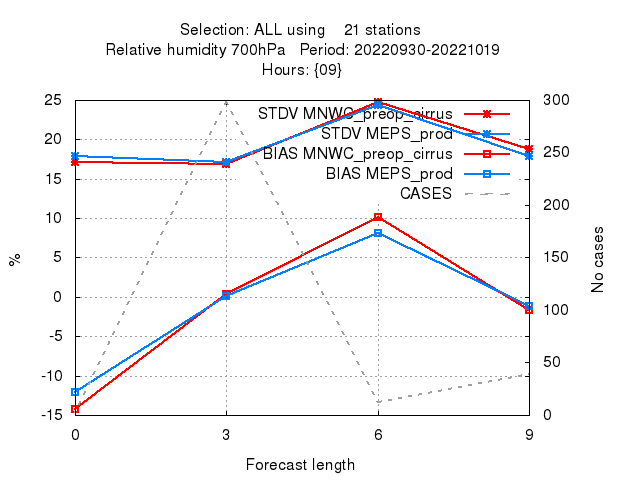 Selection: ALL using    21 stations
Relative humidity 700hPa   Period: 20220930-20221019
Hours: {09}
STDV MNWC_preop_cirrus
STDV MEPS_prod
BIAS MNWC_preop_cirrus
BIAS MEPS_prod
CASES
25
20
15
10
5
0
-5
-10
-15
%
300
250
200
150
100
50
0
No cases
0 3 6 9
Forecast length